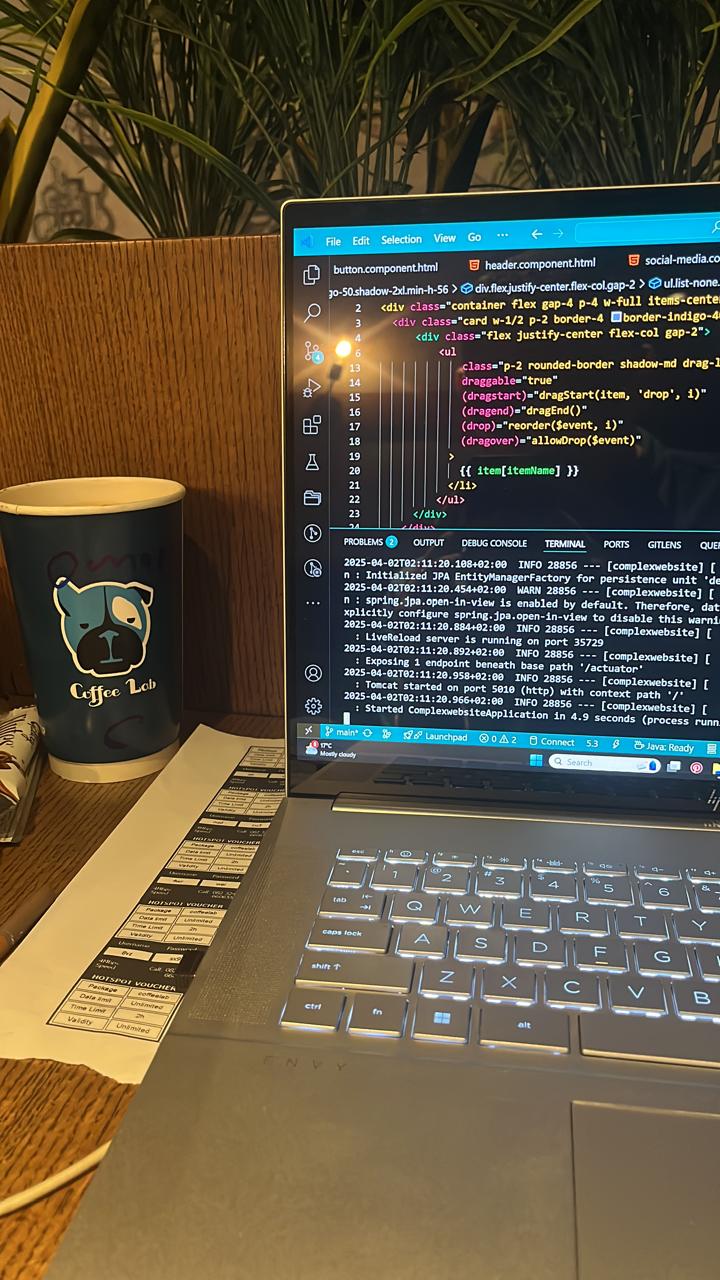 File Edit Selection View Go ...
button.component.html header.component.html social-media.co
go-50.shadow-2xl.min-h-56 > div.flex.justify-center.flex-col.gap-2 > ul.list-none.
2 <div class="container flex gap-4 p-4 w-full items-cente
3 <div class="card w-1/2 p-2 border-4 border-indigo-4
4 <div class="flex justify-center flex-col gap-2">
6 <ul
13 class="p-2 rounded-border shadow-md drag-l
14 draggable="true"
15 (dragstart)="dragStart(item, 'drop', i)"
16 (dragend)="dragEnd()"
17 (drop)="reorder($event, i)"
18 (dragover)="allowDrop($event)"
19 >
20 {{ item[itemName] }}
21 </li>
22 </ul>
23 </div>
24 </div>
4
PROBLEMS 2 OUTPUT DEBUG CONSOLE TERMINAL PORTS GITLENS QUE
2025-04-02T02:11:20.108+02:00 INFO 28856 --- [complexwebsite] [
n : Initialized JPA EntityManagerFactory for persistence unit 'de
2025-04-02T02:11:20.454+02:00 WARN 28856 --- [complexwebsite] [
n : spring.jpa.open-in-view is enabled by default. Therefore, dat
xplicitly configure spring.jpa.open-in-view to disable this warni
2025-04-02T02:11:20.884+02:00 INFO 28856 --- [complexwebsite] [
: LiveReload server is running on port 35729
2025-04-02T02:11:20.892+02:00 INFO 28856 --- [complexwebsite] [
: Exposing 1 endpoint beneath base path '/actuator'
2025-04-02T02:11:20.958+02:00 INFO 28856 --- [complexwebsite] [
: Tomcat started on port 5010 (http) with context path '/'
2025-04-02T02:11:20.966+02:00 INFO 28856 --- [complexwebsite] [
: Started ComplexwebsiteApplication in 4.9 seconds (process runn
main* Launchpad 0 2 Connect 5.3 Java: Ready
17°C
Mostly cloudy
Search
Coffee Lab
HOTSPOT VOUCHER
Package coffeelab
Data limit Unlimited
Time Limit 2h
Validity Unlimited
Username Password
HOTSPOT VOUCHER
Package coffeelab
Data limit Unlimited
Time Limit 2h
Validity Unlimited
Username
HOTSPOT VOUCHER
Package coffeelab
Data limit Unlimited
Time Limit 2h
Validity Unlimited
esc
` 1 @ 2 # 3 $ 4 % 5 ^ 6
tab Q W E R T Y
caps lock A S D F G
shift ↑ Z X C V B
ctrl fn alt
ENVY